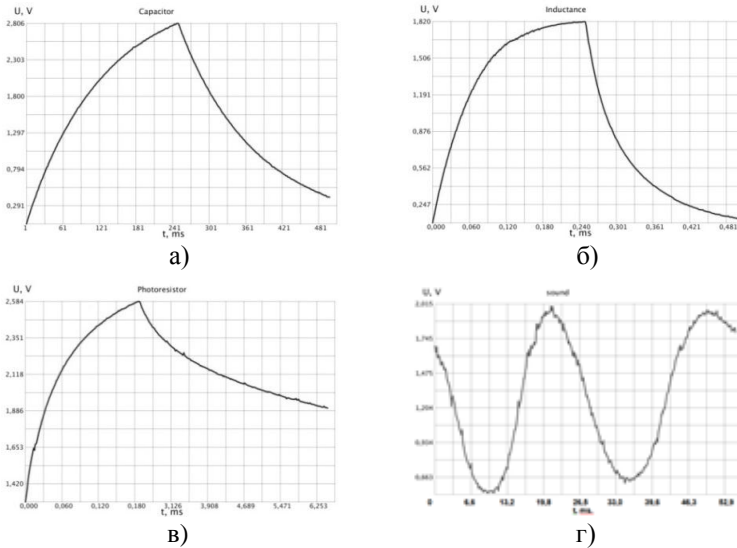 U, V
Capacitor
2,806
2,303
1,800
1,297
0,794
0,291
1 61 121 181 241 301 361 421 481
t, ms
а)
U, V
Inductance
1,820
1,506
1,191
0,876
0,562
0,247
0,000 0,060 0,120 0,180 0,240 0,301 0,361 0,421 0,481
t, ms
б)
U, V
Photoresistor
2,584
2,351
2,118
1,886
1,653
1,420
0,000 0,060 0,120 0,180 3,126 3,908 4,689 5,471 6,253
t, ms
в)
U, V
sound
2,015
1,745
1,475
0,663
0 6,6 13,2 19,8 33,0 39,6 46,3 52,9
t, ms.
г)